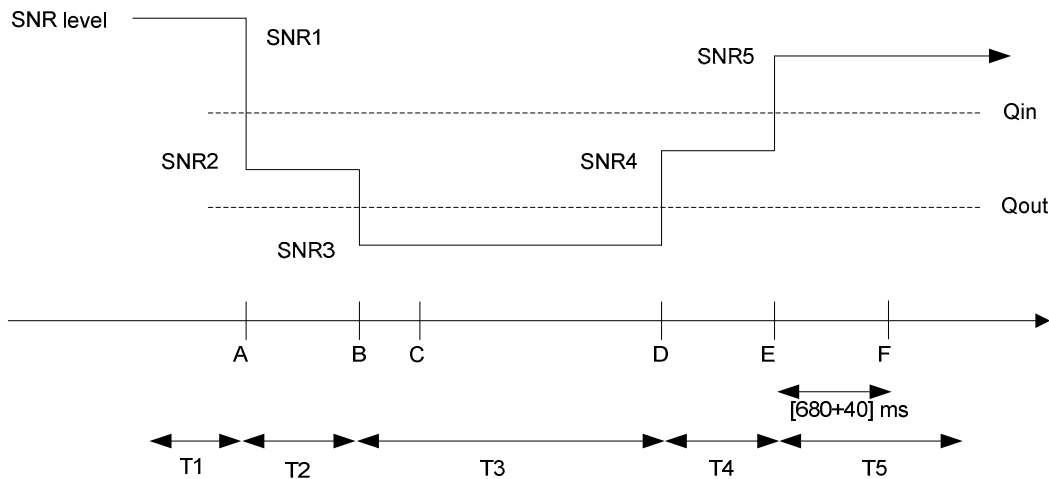 SNR level
SNR1
SNR5
Qin
SNR2
SNR4
Qout
SNR3
A B C D E F
[680+40] ms
T1 T2 T3 T4 T5